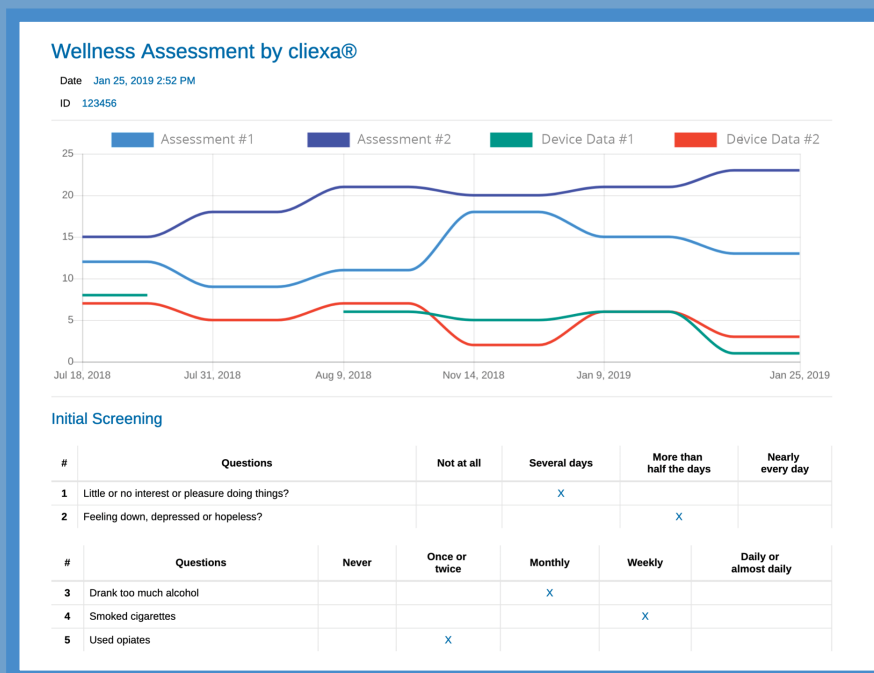 Wellness Assessment by cliexa®
Date Jan 25, 2019 2:52 PM
ID 123456
Assessment #1 Assessment #2 Device Data #1 Device Data #2
25
20
15
10
5
0
Jul 18, 2018 Jul 31, 2018 Aug 9, 2018 Nov 14, 2018 Jan 9, 2019 Jan 25, 2019
Initial Screening
# Questions Not at all Several days More than half the days Nearly every day
1 Little or no interest or pleasure doing things? X
2 Feeling down, depressed or hopeless? X
# Questions Never Once or twice Monthly Weekly Daily or almost daily
3 Drank too much alcohol X
4 Smoked cigarettes X
5 Used opiates X